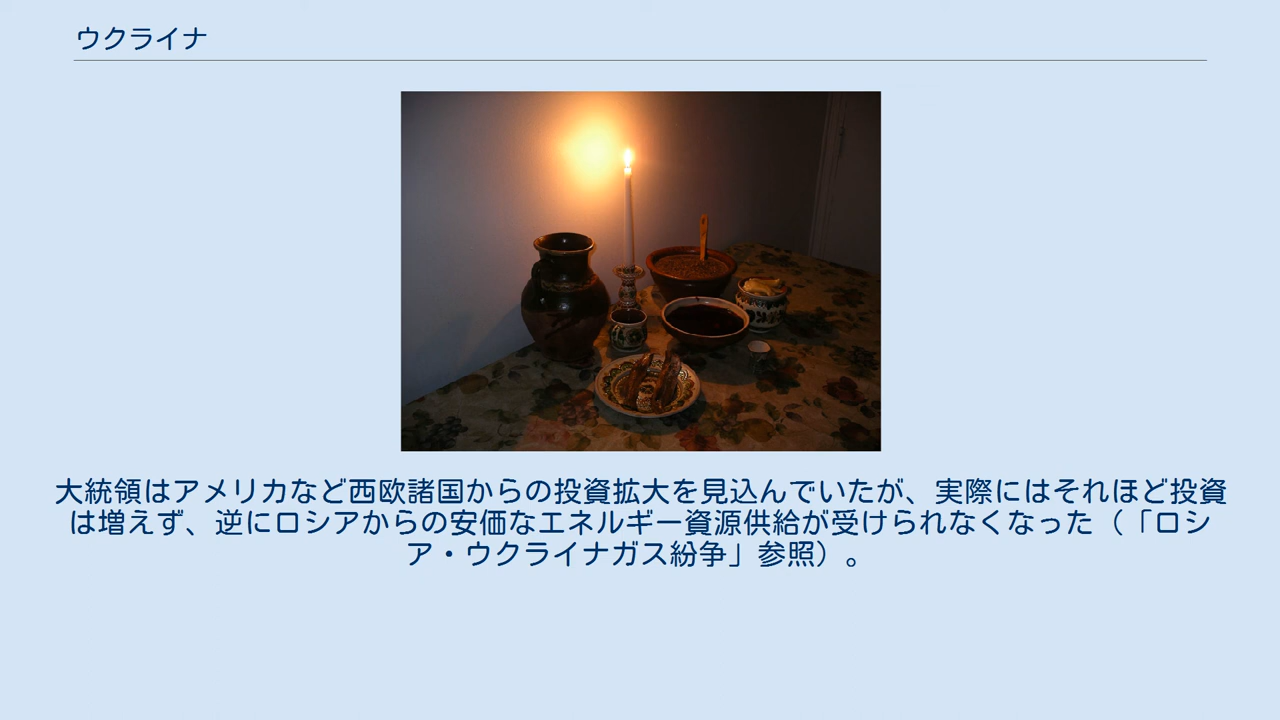 ウクライナ
大統領はアメリカなど西欧諸国からの投資拡大を見込んでいたが、実際にはそれほど投資
は増えず、逆にロシアからの安価なエネルギー資源供給が受けられなくなった（「ロシ
ア・ウクライナガス紛争」参照）。